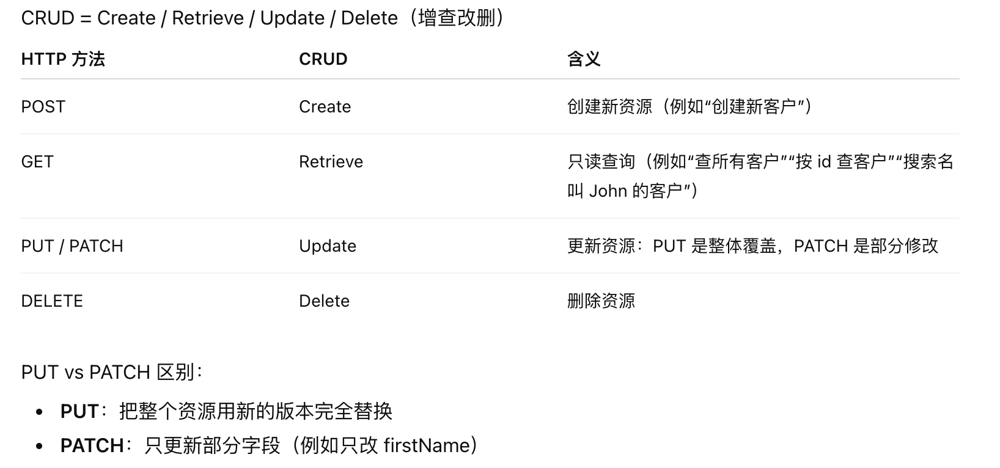 CRUD = Create / Retrieve / Update / Delete（增查改删）
HTTP 方法 CRUD 含义
POST Create 创建新资源（例如“创建新客户”）
GET Retrieve 只读查询（例如“查所有客户”“按 id 查客户”“搜索名
叫 John 的客户”）
PUT / PATCH Update 更新资源：PUT 是整体覆盖，PATCH 是部分修改
DELETE Delete 删除资源
PUT vs PATCH 区别：
• PUT：把整个资源用新的版本完全替换
• PATCH：只更新部分字段（例如只改 firstName）